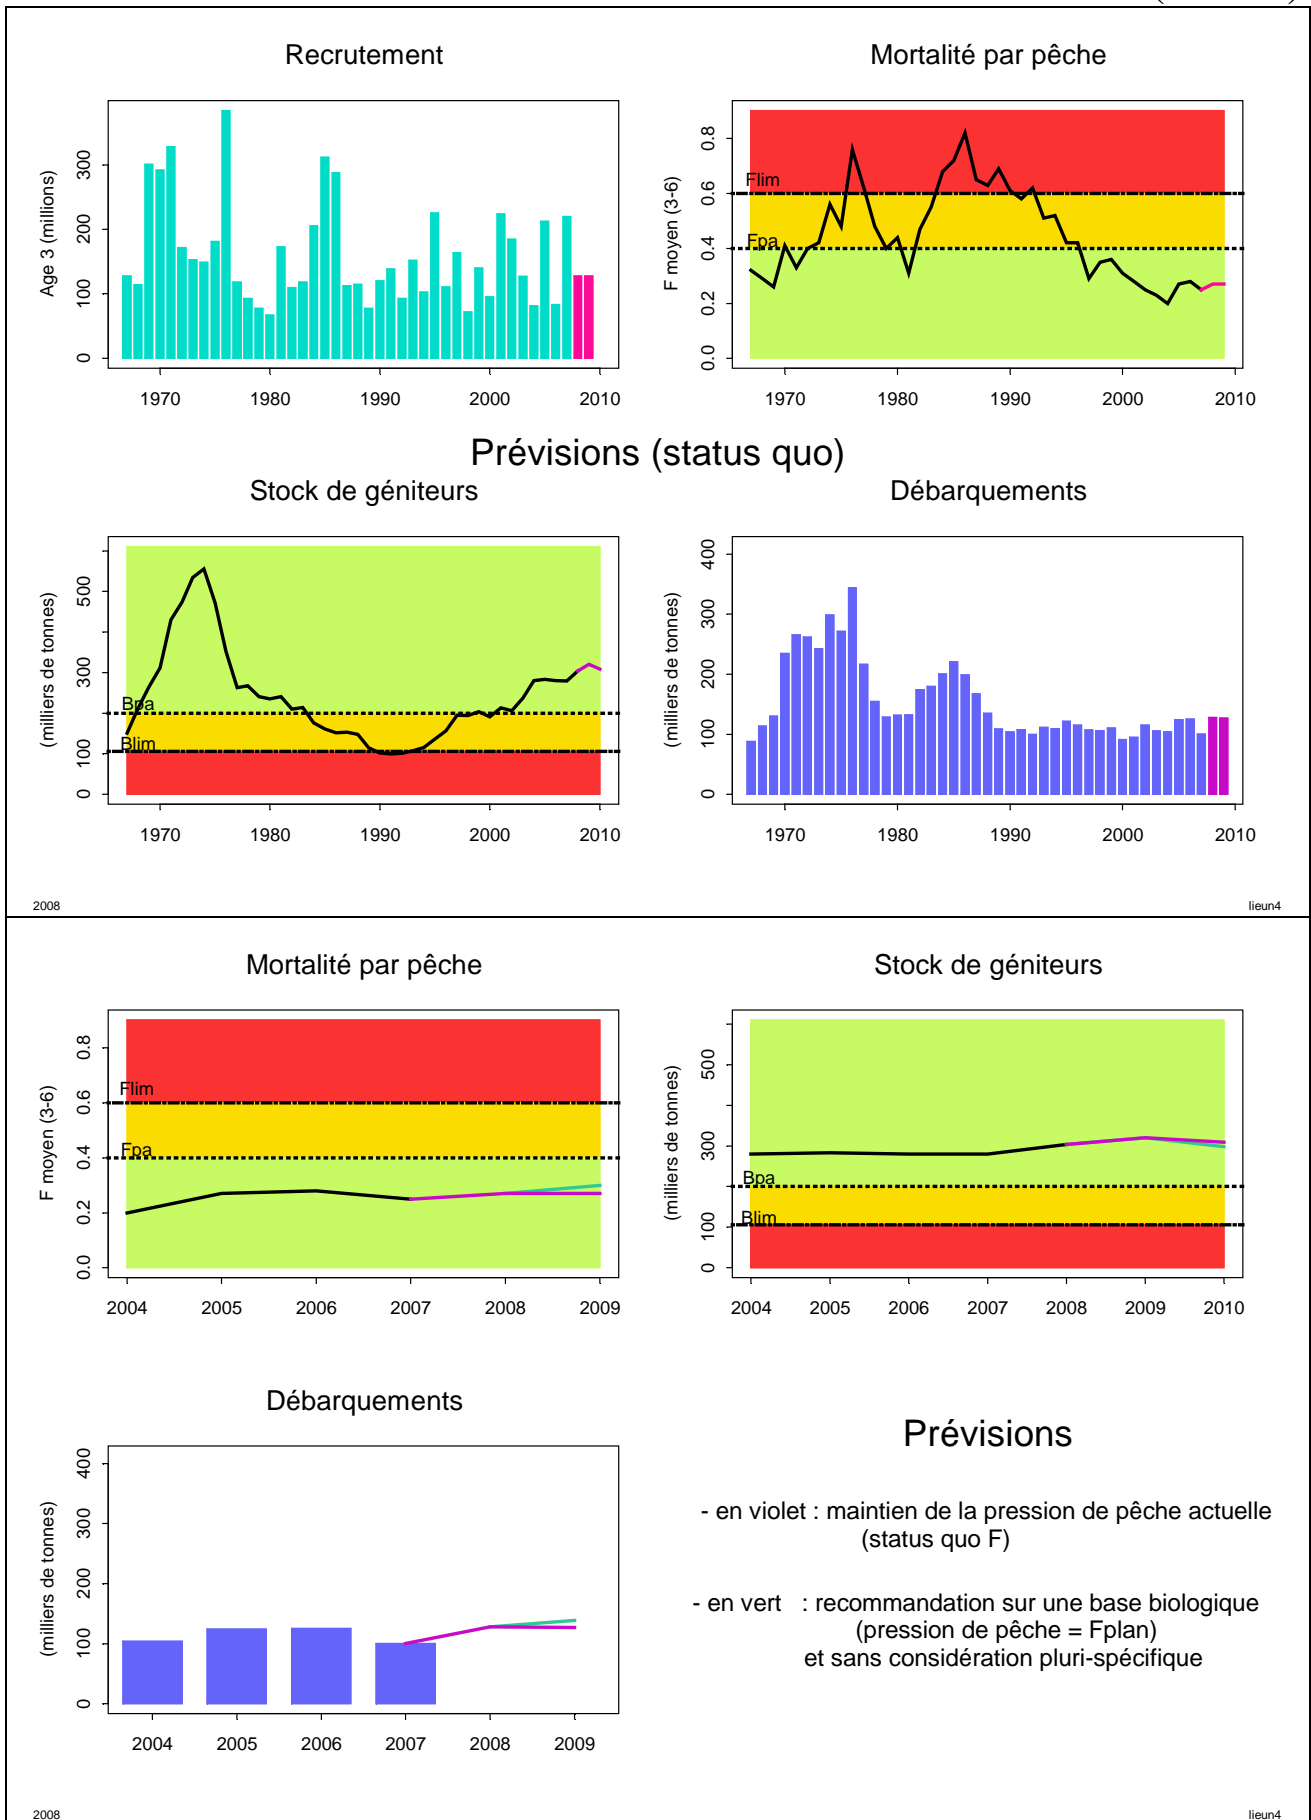 Recrutement
Mortalité par pêche
Age 3 (millions)
0 100 200 300
1970 1980 1990 2000 2010
F moyen (3-6)
0.0 0.2 0.4 0.6 0.8
Flim
Fpa
1970 1980 1990 2000 2010
Prévisions (status quo)
Stock de géniteurs
Débarquements
(milliers de tonnes)
0 100 300 500
Bpa
Blim
1970 1980 1990 2000 2010
(milliers de tonnes)
0 100 200 300 400
1970 1980 1990 2000 2010
2008
lieun4
Mortalité par pêche
Stock de géniteurs
F moyen (3-6)
0.0 0.2 0.4 0.6 0.8
Flim
Fpa
2004 2005 2006 2007 2008 2009
(milliers de tonnes)
0 100 300 500
Bpa
Blim
2004 2005 2006 2007 2008 2009 2010
Débarquements
(milliers de tonnes)
0 100 200 300 400
2004 2005 2006 2007 2008 2009
Prévisions
- en violet : maintien de la pression de pêche actuelle
(status quo F)
- en vert : recommandation sur une base biologique
(pression de pêche = Fplan)
et sans considération pluri-spécifique
2008
lieun4